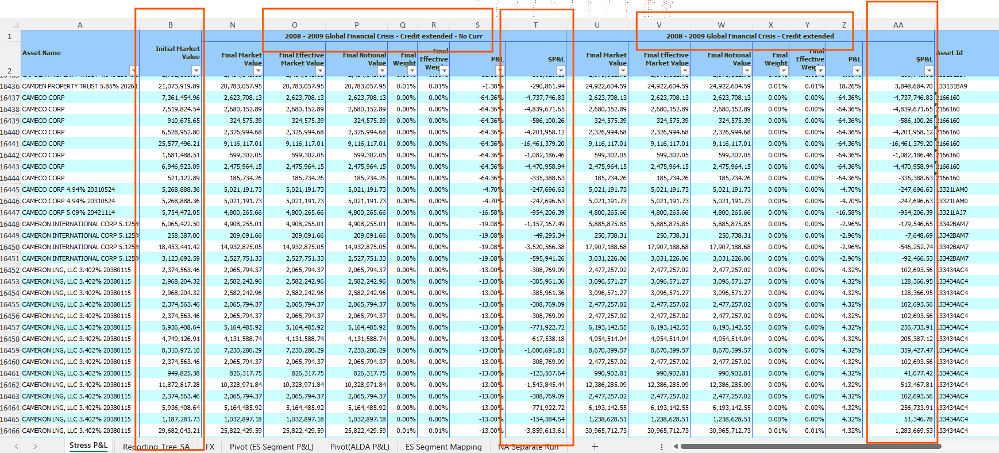 A B N O P Q R S T U V W X Y Z AA
1 2008 - 2009 Global Financial Crisis - Credit extended - No Curr 2008 - 2009 Global Financial Crisis - Credit extended
2 Asset Name Initial Market Value Final Market Value Final Effective Market Value Final Notional Value Final Weight Final Effective Weight P&L $P&L Final Market Value Final Effective Market Value Final Notional Value Final Weight Final Effective Weight P&L $P&L Asset Id
16436 CAMDEN PROPERTY TRUST 5.85% 20261 21,073,919.89 20,783,057.95 20,783,057.95 20,783,057.95 0.01% 0.01% -1.38% -290,861.94 24,922,604.59 24,922,604.59 24,922,604.59 0.01% 0.01% 18.26% 3,848,684.70 133131BA9
16437 CAMECO CORP 7,361,454.96 2,623,708.13 2,623,708.13 2,623,708.13 0.00% 0.00% -64.36% -4,737,746.83 2,623,708.13 2,623,708.13 2,623,708.13 0.00% 0.00% -64.36% -4,737,746.83 2166160
16438 CAMECO CORP 7,519,824.54 2,680,152.89 2,680,152.89 2,680,152.89 0.00% 0.00% -64.36% -4,839,671.65 2,680,152.89 2,680,152.89 2,680,152.89 0.00% 0.00% -64.36% -4,839,671.65 2166160
16439 CAMECO CORP 910,675.65 324,575.39 324,575.39 324,575.39 0.00% 0.00% -64.36% -586,100.26 324,575.39 324,575.39 324,575.39 0.00% 0.00% -64.36% -586,100.26 2166160
16440 CAMECO CORP 6,528,952.80 2,326,994.68 2,326,994.68 2,326,994.68 0.00% 0.00% -64.36% -4,201,958.12 2,326,994.68 2,326,994.68 2,326,994.68 0.00% 0.00% -64.36% -4,201,958.12 2166160
16441 CAMECO CORP 25,577,496.21 9,116,117.01 9,116,117.01 9,116,117.01 0.00% 0.00% -64.36% -16,461,379.20 9,116,117.01 9,116,117.01 9,116,117.01 0.00% 0.00% -64.36% -16,461,379.20 2166160
16442 CAMECO CORP 1,681,488.51 599,302.05 599,302.05 599,302.05 0.00% 0.00% -64.36% -1,082,186.46 599,302.05 599,302.05 599,302.05 0.00% 0.00% -64.36% -1,082,186.46 2166160
16443 CAMECO CORP 6,946,923.09 2,475,964.15 2,475,964.15 2,475,964.15 0.00% 0.00% -64.36% -4,470,958.94 2,475,964.15 2,475,964.15 2,475,964.15 0.00% 0.00% -64.36% -4,470,958.94 2166160
16444 CAMECO CORP 521,122.89 185,734.26 185,734.26 185,734.26 0.00% 0.00% -64.36% -335,388.63 185,734.26 185,734.26 185,734.26 0.00% 0.00% -64.36% -335,388.63 2166160
16445 CAMECO CORP 4.94% 20310524 5,268,888.36 5,021,191.73 5,021,191.73 5,021,191.73 0.00% 0.00% -4.70% -247,696.63 5,021,191.73 5,021,191.73 5,021,191.73 0.00% 0.00% -4.70% -247,696.63 13321LAM0
16446 CAMECO CORP 4.94% 20310524 5,268,888.36 5,021,191.73 5,021,191.73 5,021,191.73 0.00% 0.00% -4.70% -247,696.63 5,021,191.73 5,021,191.73 5,021,191.73 0.00% 0.00% -4.70% -247,696.63 13321LAM0
16447 CAMECO CORP 5.09% 20421114 5,754,472.05 4,800,265.66 4,800,265.66 4,800,265.66 0.00% 0.00% -16.58% -954,206.39 4,800,265.66 4,800,265.66 4,800,265.66 0.00% 0.00% -16.58% -954,206.39 13321LAJ7
16448 CAMERON INTERNATIONAL CORP 5.125% 6,065,422.50 4,908,255.01 4,908,255.01 4,908,255.01 0.00% 0.00% -19.08% -1,157,167.49 5,885,875.85 5,885,875.85 5,885,875.85 0.00% 0.00% -2.96% -179,546.65 13342BAM7
16449 CAMERON INTERNATIONAL CORP 5.125% 258,387.00 209,091.66 209,091.66 209,091.66 0.00% 0.00% -19.08% -49,295.34 250,738.31 250,738.31 250,738.31 0.00% 0.00% -2.96% -7,648.69 13342BAM7
16450 CAMERON INTERNATIONAL CORP 5.125% 18,453,441.42 14,932,875.05 14,932,875.05 14,932,875.05 0.00% 0.00% -19.08% -3,520,566.38 17,907,188.68 17,907,188.68 17,907,188.68 0.00% 0.00% -2.96% -546,252.74 13342BAM7
16451 CAMERON INTERNATIONAL CORP 5.125% 3,123,692.59 2,527,751.33 2,527,751.33 2,527,751.33 0.00% 0.00% -19.08% -595,941.26 3,031,226.06 3,031,226.06 3,031,226.06 0.00% 0.00% -2.96% -92,466.53 13342BAM7
16452 CAMERON LNG, LLC 3.402% 20380115 2,374,563.46 2,065,794.37 2,065,794.37 2,065,794.37 0.00% 0.00% -13.00% -308,769.09 2,477,257.02 2,477,257.02 2,477,257.02 0.00% 0.00% 4.32% 102,693.56 133434AC4
16453 CAMERON LNG, LLC 3.402% 20380115 2,968,204.32 2,582,242.96 2,582,242.96 2,582,242.96 0.00% 0.00% -13.00% -385,961.36 3,096,571.27 3,096,571.27 3,096,571.27 0.00% 0.00% 4.32% 128,366.95 133434AC4
16454 CAMERON LNG, LLC 3.402% 20380115 2,968,204.32 2,582,242.96 2,582,242.96 2,582,242.96 0.00% 0.00% -13.00% -385,961.36 3,096,571.27 3,096,571.27 3,096,571.27 0.00% 0.00% 4.32% 128,366.95 133434AC4
16455 CAMERON LNG, LLC 3.402% 20380115 2,374,563.46 2,065,794.37 2,065,794.37 2,065,794.37 0.00% 0.00% -13.00% -308,769.09 2,477,257.02 2,477,257.02 2,477,257.02 0.00% 0.00% 4.32% 102,693.56 133434AC4
16456 CAMERON LNG, LLC 3.402% 20380115 2,374,563.46 2,065,794.37 2,065,794.37 2,065,794.37 0.00% 0.00% -13.00% -308,769.09 2,477,257.02 2,477,257.02 2,477,257.02 0.00% 0.00% 4.32% 102,693.56 133434AC4
16457 CAMERON LNG, LLC 3.402% 20380115 5,936,408.64 5,164,485.92 5,164,485.92 5,164,485.92 0.00% 0.00% -13.00% -771,922.72 6,193,142.55 6,193,142.55 6,193,142.55 0.00% 0.00% 4.32% 256,733.91 133434AC4
16458 CAMERON LNG, LLC 3.402% 20380115 4,749,126.91 4,131,588.74 4,131,588.74 4,131,588.74 0.00% 0.00% -13.00% -617,538.18 4,954,514.04 4,954,514.04 4,954,514.04 0.00% 0.00% 4.32% 205,387.12 133434AC4
16459 CAMERON LNG, LLC 3.402% 20380115 8,310,972.10 7,230,280.29 7,230,280.29 7,230,280.29 0.00% 0.00% -13.00% -1,080,691.81 8,670,399.57 8,670,399.57 8,670,399.57 0.00% 0.00% 4.32% 359,427.47 133434AC4
16460 CAMERON LNG, LLC 3.402% 20380115 2,374,563.46 2,065,794.37 2,065,794.37 2,065,794.37 0.00% 0.00% -13.00% -308,769.09 2,477,257.02 2,477,257.02 2,477,257.02 0.00% 0.00% 4.32% 102,693.56 133434AC4
16461 CAMERON LNG, LLC 3.402% 20380115 949,825.38 826,317.75 826,317.75 826,317.75 0.00% 0.00% -13.00% -123,507.64 990,902.81 990,902.81 990,902.81 0.00% 0.00% 4.32% 41,077.42 133434AC4
16462 CAMERON LNG, LLC 3.402% 20380115 11,872,817.28 10,328,971.84 10,328,971.84 10,328,971.84 0.00% 0.00% -13.00% -1,543,845.44 12,386,285.09 12,386,285.09 12,386,285.09 0.00% 0.00% 4.32% 513,467.81 133434AC4
16463 CAMERON LNG, LLC 3.402% 20380115 2,374,563.46 2,065,794.37 2,065,794.37 2,065,794.37 0.00% 0.00% -13.00% -308,769.09 2,477,257.02 2,477,257.02 2,477,257.02 0.00% 0.00% 4.32% 102,693.56 133434AC4
16464 CAMERON LNG, LLC 3.402% 20380115 5,936,408.64 5,164,485.92 5,164,485.92 5,164,485.92 0.00% 0.00% -13.00% -771,922.72 6,193,142.55 6,193,142.55 6,193,142.55 0.00% 0.00% 4.32% 256,733.91 133434AC4
16465 CAMERON LNG, LLC 3.402% 20380115 1,187,281.73 1,032,897.18 1,032,897.18 1,032,897.18 0.00% 0.00% -13.00% -154,384.54 1,238,628.51 1,238,628.51 1,238,628.51 0.00% 0.00% 4.32% 51,346.78 133434AC4
16466 CAMERON LNG, LLC 3.402% 20380115 29,682,043.21 25,822,429.59 25,822,429.59 25,822,429.59 0.01% 0.01% -13.00% -3,859,613.61 30,965,712.73 30,965,712.73 30,965,712.73 0.01% 0.01% 4.32% 1,283,669.53 133434AC4
Stress P&L Reporting_Tree_SA FX Pivot (ES Segment P&L) Pivot(ALDA P&L) ES Segment Mapping NA Separate Run